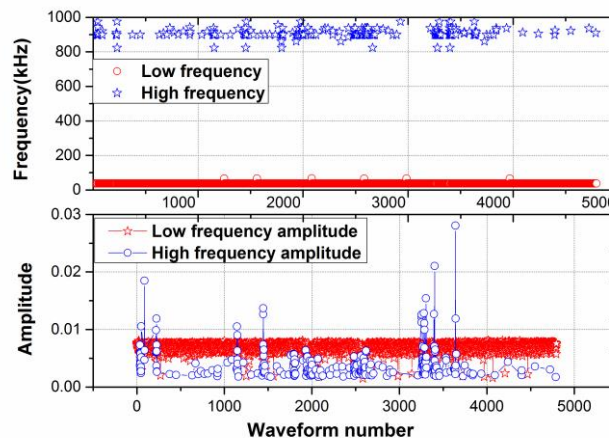 1000
800
600
400
200
0
Frequency(kHz)
Low frequency
High frequency
1000 2000 3000 4000 5000
0.03
0.02
0.01
0.00
Amplitude
Low frequency amplitude
High frequency amplitude
0 1000 2000 3000 4000 5000
Waveform number